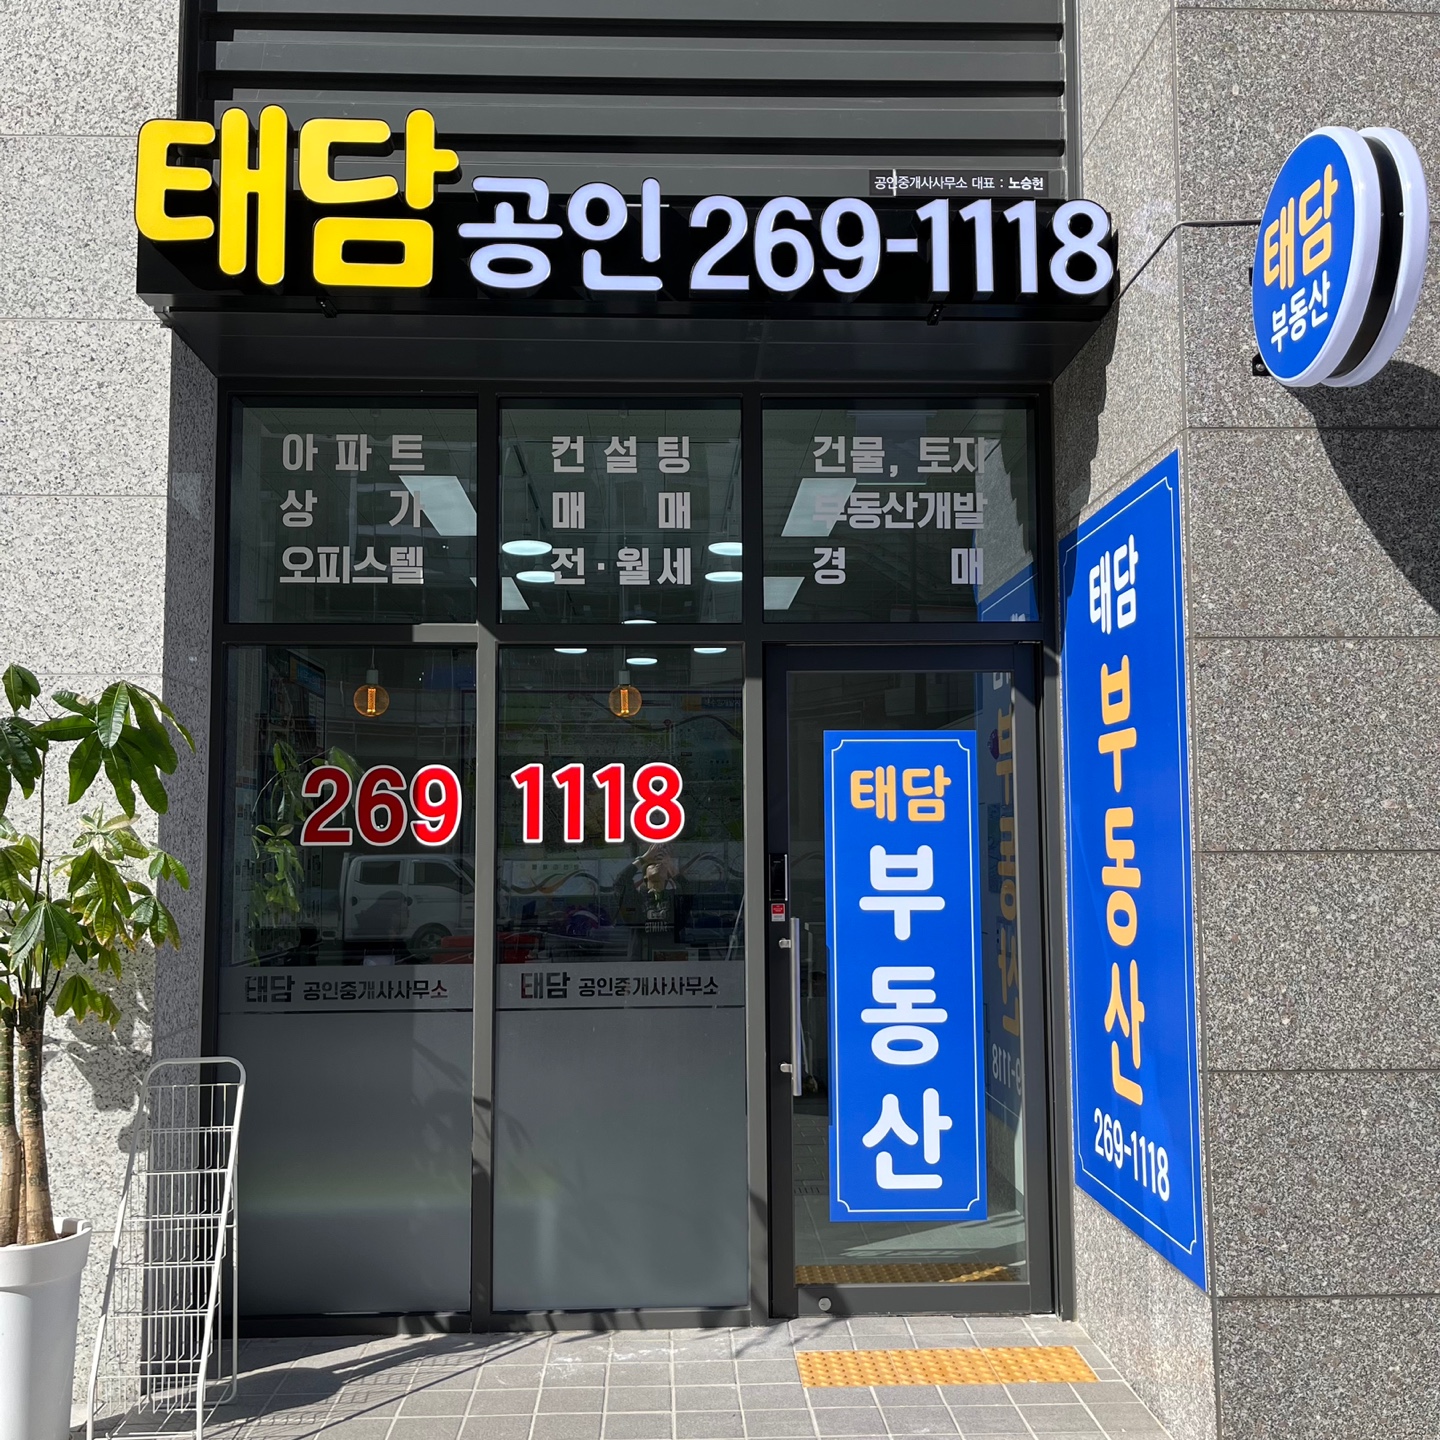 공인중개사사무소 대표 : 노승헌
태담공인 269-1118
태담
부동산
아파트
상가
오피스텔
컨설팅
매매
전·월세
건물, 토지
부동산개발
경매
269 1118
태담 공인중개사사무소
태담 공인중개사사무소
태담
부동산
태담
부동산
269-1118